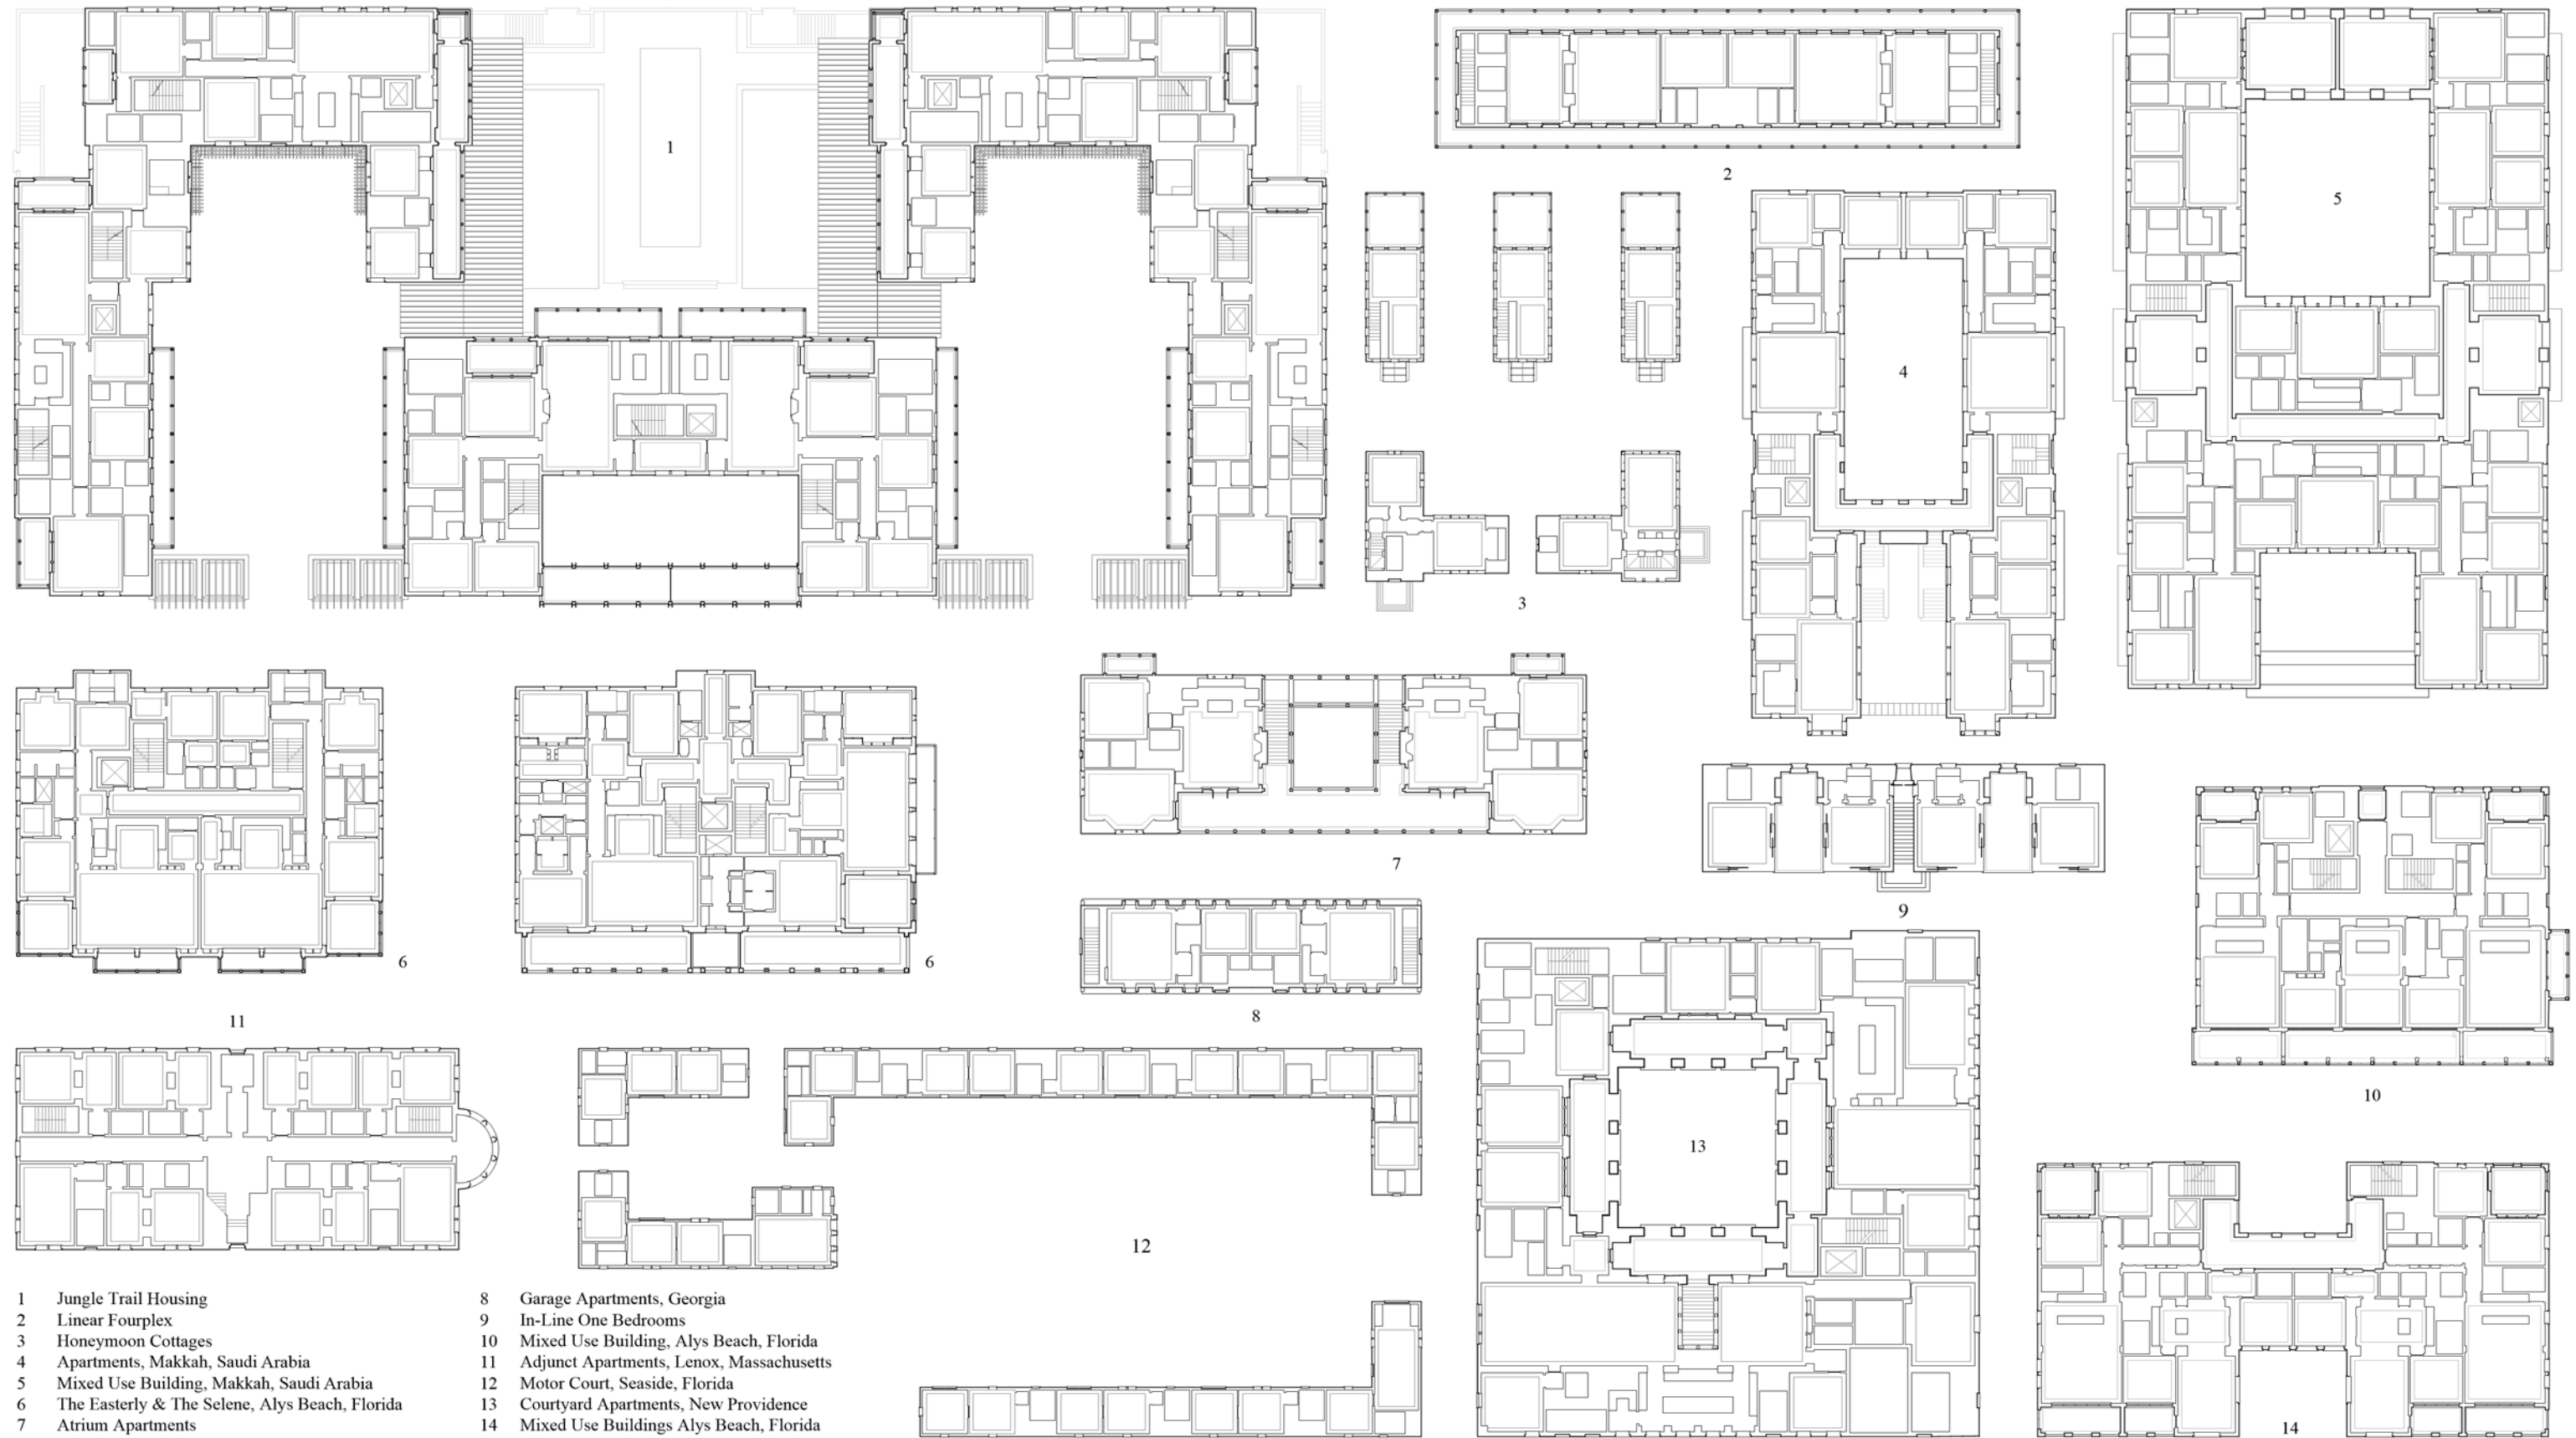 1
2
5
4
3
7
9
6
6
8
10
11
13
12
14
1 Jungle Trail Housing
2 Linear Fourplex
3 Honeymoon Cottages
4 Apartments, Makkah, Saudi Arabia
5 Mixed Use Building, Makkah, Saudi Arabia
6 The Easterly & The Selene, Alys Beach, Florida
7 Atrium Apartments
8 Garage Apartments, Georgia
9 In-Line One Bedrooms
10 Mixed Use Building, Alys Beach, Florida
11 Adjunct Apartments, Lenox, Massachusetts
12 Motor Court, Seaside, Florida
13 Courtyard Apartments, New Providence
14 Mixed Use Buildings Alys Beach, Florida